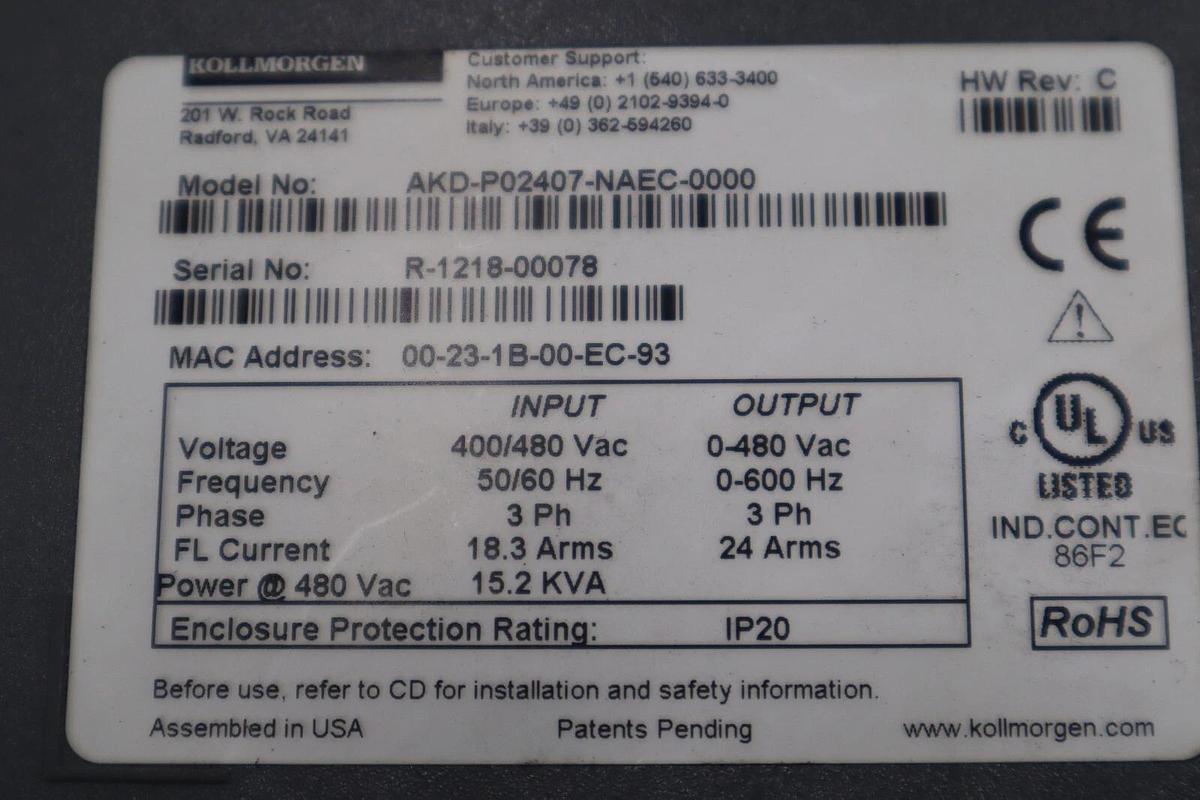 KOLLMORGEN
201 W. Rock Road
Radford, VA 24141
Customer Support:
North America: +1 (540) 633-3400
Europe: +49 (0) 2102-9394-0
Italy: +39 (0) 362-594260
HW Rev: C
Model No: AKD-P02407-NAEC-0000
Serial No: R-1218-00078
MAC Address: 00-23-1B-00-EC-93
INPUT OUTPUT
Voltage 400/480 Vac 0-480 Vac
Frequency 50/60 Hz 0-600 Hz
Phase 3 Ph 3 Ph
FL Current 18.3 Arms 24 Arms
Power @ 480 Vac 15.2 KVA
Enclosure Protection Rating: IP20
CE
C UL US
LISTED
IND.CONT.EQ
86F2
RoHS
Before use, refer to CD for installation and safety information.
Assembled in USA Patents Pending www.kollmorgen.com